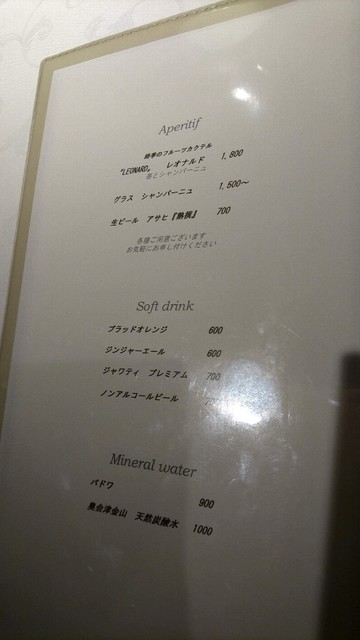 Aperitif
時季のフルーツカクテル
"LEONARD" レオナルド 1,800
苺とシャンパーニュ
グラス シャンパーニュ 1,500~
生ビール アサヒ『熟撰』 700
各種ご用意ございます
お気軽にお申し付けください
Soft drink
ブラッドオレンジ 600
ジンジャーエール 600
ジャワティ プレミアム 700
ノンアルコールビール
Mineral water
バドワ 900
奥会津金山 天然炭酸水 1000